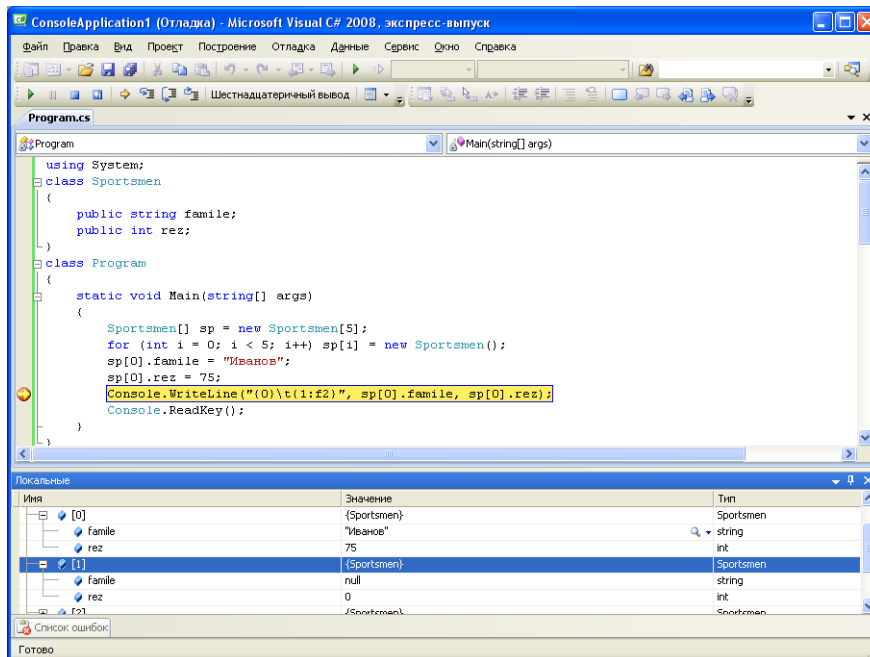 ConsoleApplication1 (Отладка) - Microsoft Visual C# 2008, экспресс-выпуск
Файл Правка Вид Проект Построение Отладка Данные Сервис Окно Справка
Шестнадцатеричный вывод
Program.cs
Program Main(string[] args)
using System;
class Sportsmen
{
public string famile;
public int rez;
}
class Program
{
static void Main(string[] args)
{
Sportsmen[] sp = new Sportsmen[5];
for (int i = 0; i < 5; i++) sp[i] = new Sportsmen();
sp[0].famile = "Иванов";
sp[0].rez = 75;
Console.WriteLine("{0}\t{1:f2}", sp[0].famile, sp[0].rez);
Console.ReadKey();
}
}
Локальные
Имя Значение Тип
[0] {Sportsmen} Sportsmen
famile "Иванов" string
rez 75 int
[1] {Sportsmen} Sportsmen
famile null string
rez 0 int
[2] {Sportsmen} Sportsmen
Список ошибок
Готово